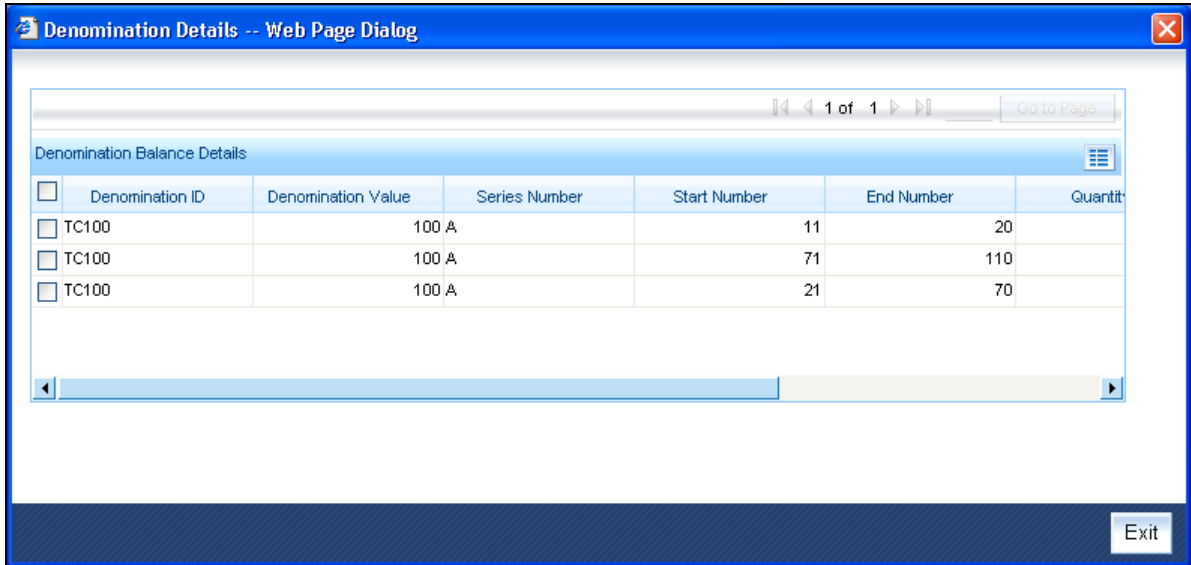 Denomination Details -- Web Page Dialog
1 of 1 Go to Page
Denomination Balance Details
Denomination ID Denomination Value Series Number Start Number End Number Quantity
TC100 100 A 11 20
TC100 100 A 71 110
TC100 100 A 21 70
Exit